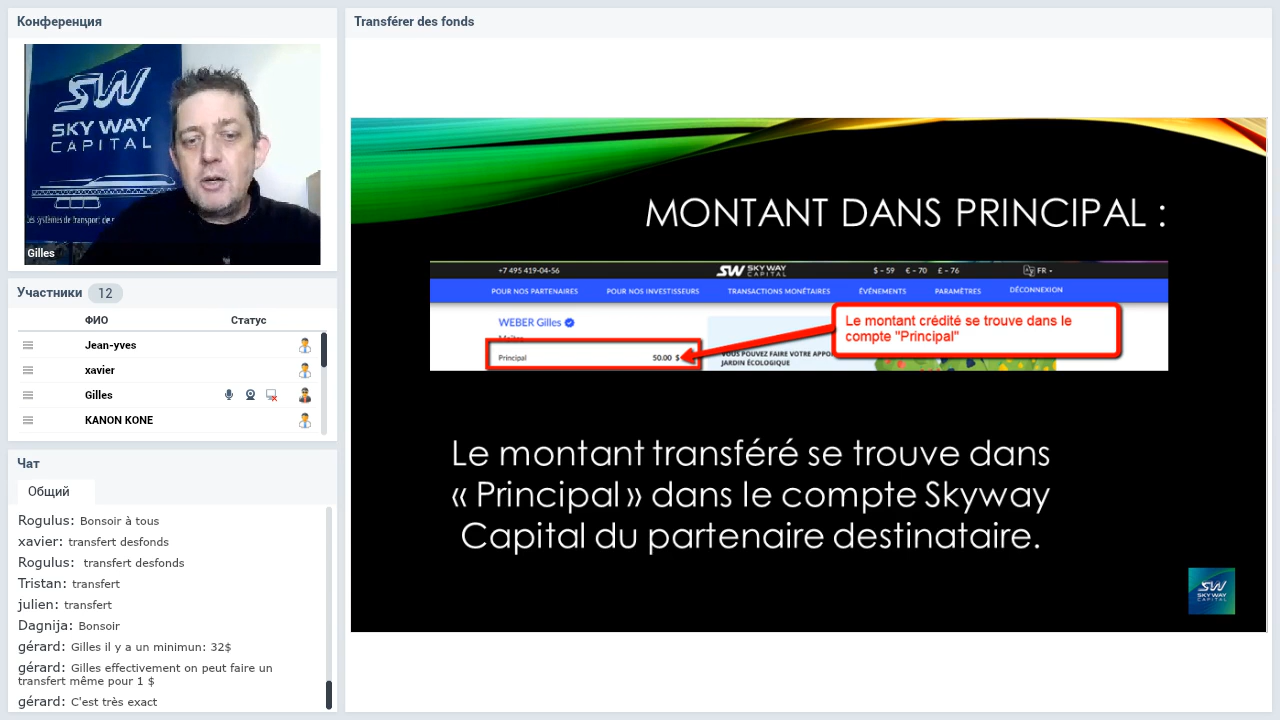 Конференция
SW
SKY WAY
CAPITAL
Les systèmes de transport de
Gilles
Участники 12
ФИО Статус
Jean-yves
xavier
Gilles
KANON KONE
Чат
Общий
Rogulus: Bonsoir à tous
xavier: transfert desfonds
Rogulus: transfert desfonds
Tristan: transfert
julien: transfert
Dagnija: Bonsoir
gérard: Gilles il y a un minimun: 32$
gérard: Gilles effectivement on peut faire un
transfert même pour 1 $
gérard: C'est très exact
Transférer des fonds
MONTANT DANS PRINCIPAL :
+7 495 419-04-56 SW SKY WAY CAPITAL $ – 59 € – 70 £ – 76 FR
POUR NOS PARTENAIRES POUR NOS INVESTISSEURS TRANSACTIONS MONÉTAIRES ÉVÉNEMENTS PARAMÈTRES DÉCONNEXION
WEBER Gilles
Maître
Principal 50.00 $
Le montant crédité se trouve dans le
compte "Principal"
VOUS POUVEZ FAIRE VOTRE APPO
JARDIN ÉCOLOGIQUE
Le montant transféré se trouve dans
« Principal » dans le compte Skyway
Capital du partenaire destinataire.
SW
SKY WAY
CAPITAL